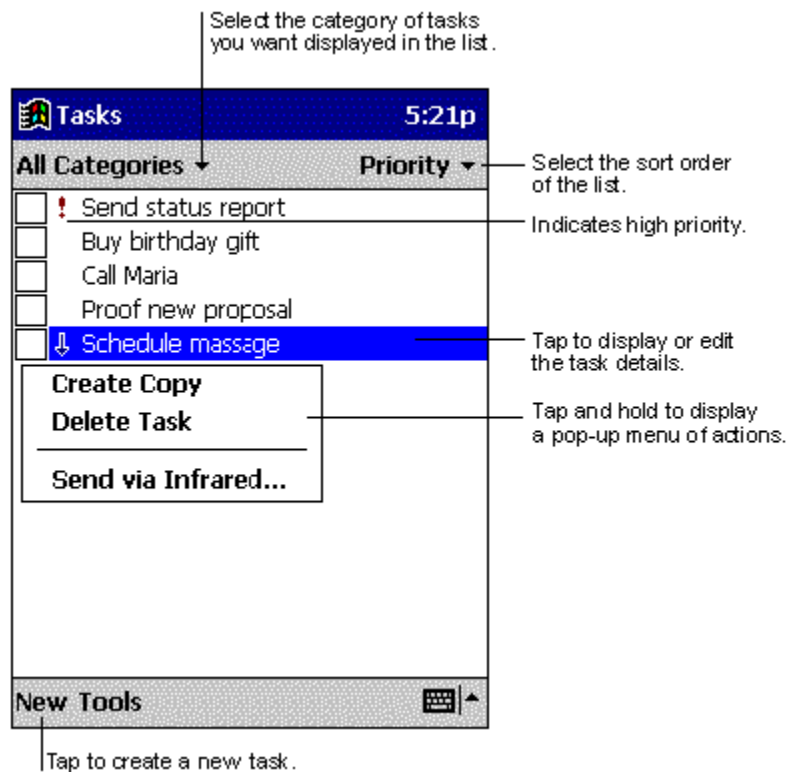 Select the category of tasks
you want displayed in the list.
Tasks 5:21p
All Categories Priority
Select the sort order
of the list.
! Send status report
Indicates high priority.
Buy birthday gift
Call Maria
Proof new proposal
Schedule massage
Tap to display or edit
the task details.
Create Copy
Delete Task
Tap and hold to display
a pop-up menu of actions.
Send via Infrared...
New Tools
Tap to create a new task.